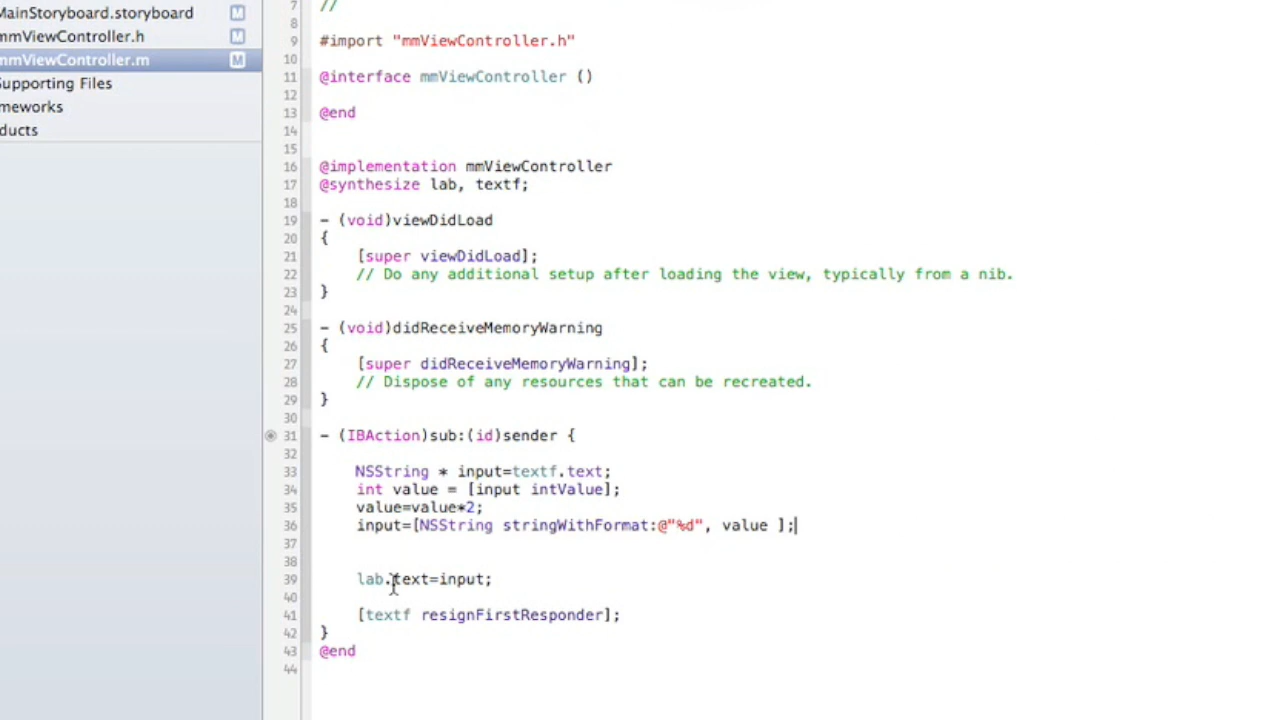 MainStoryboard.storyboard M
mmViewController.h M
mmViewController.m M
Supporting Files
meworks
ducts
7 //
8
9 #import "mmViewController.h"
10
11 @interface mmViewController ()
12
13 @end
14
15
16 @implementation mmViewController
17 @synthesize lab, textf;
18
19 - (void)viewDidLoad
20 {
21 [super viewDidLoad];
22 // Do any additional setup after loading the view, typically from a nib.
23 }
24
25 - (void)didReceiveMemoryWarning
26 {
27 [super didReceiveMemoryWarning];
28 // Dispose of any resources that can be recreated.
29 }
30
31 - (IBAction)sub:(id)sender {
32
33 NSString * input=textf.text;
34 int value = [input intValue];
35 value=value*2;
36 input=[NSString stringWithFormat:@"%d", value ];
37
38
39 lab.text=input;
40
41 [textf resignFirstResponder];
42 }
43 @end
44